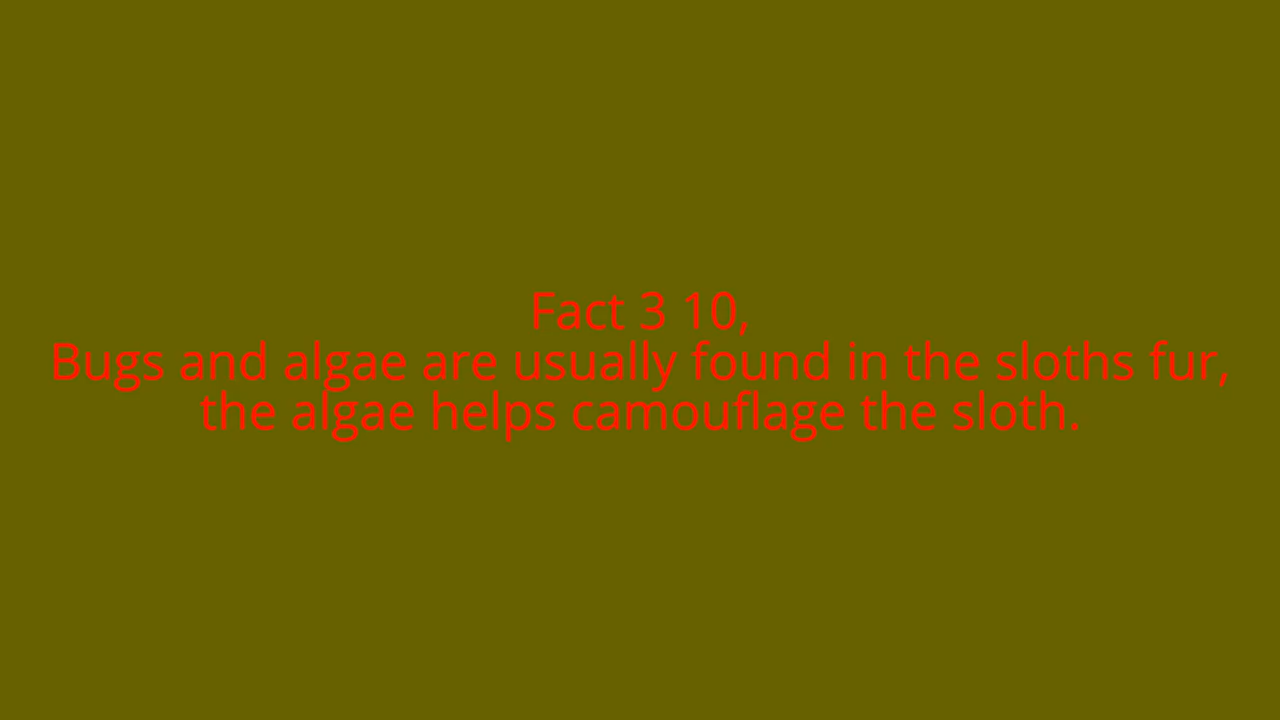 Fact 3 10,
Bugs and algae are usually found in the sloths fur,
the algae helps camouflage the sloth.